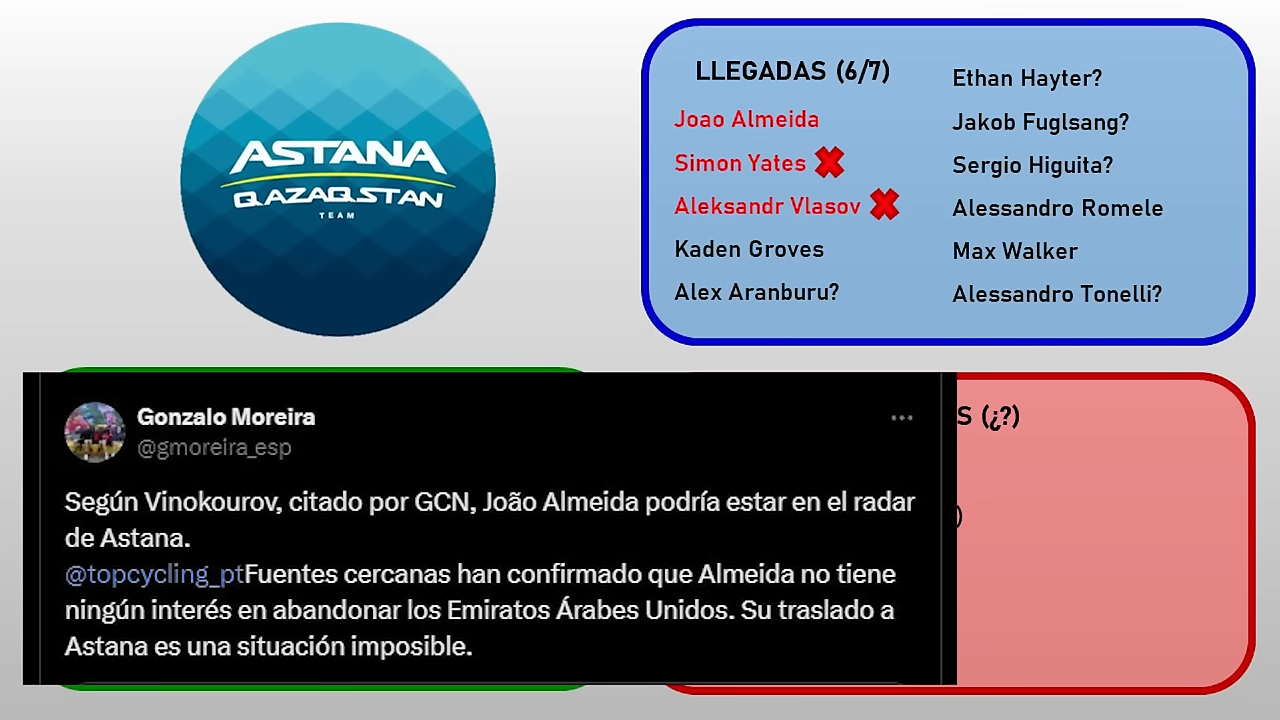 ASTANA
QAZAQSTAN
TEAM
LLEGADAS (6/7)
Joao Almeida
Simon Yates
Aleksandr Vlasov
Kaden Groves
Alex Aranburu?
Ethan Hayter?
Jakob Fuglsang?
Sergio Higuita?
Alessandro Romele
Max Walker
Alessandro Tonelli?
S (¿?)
)
Gonzalo Moreira
@gmoreira_esp
Según Vinokourov, citado por GCN, João Almeida podría estar en el radar
de Astana.
@topcycling_ptFuentes cercanas han confirmado que Almeida no tiene
ningún interés en abandonar los Emiratos Árabes Unidos. Su traslado a
Astana es una situación imposible.